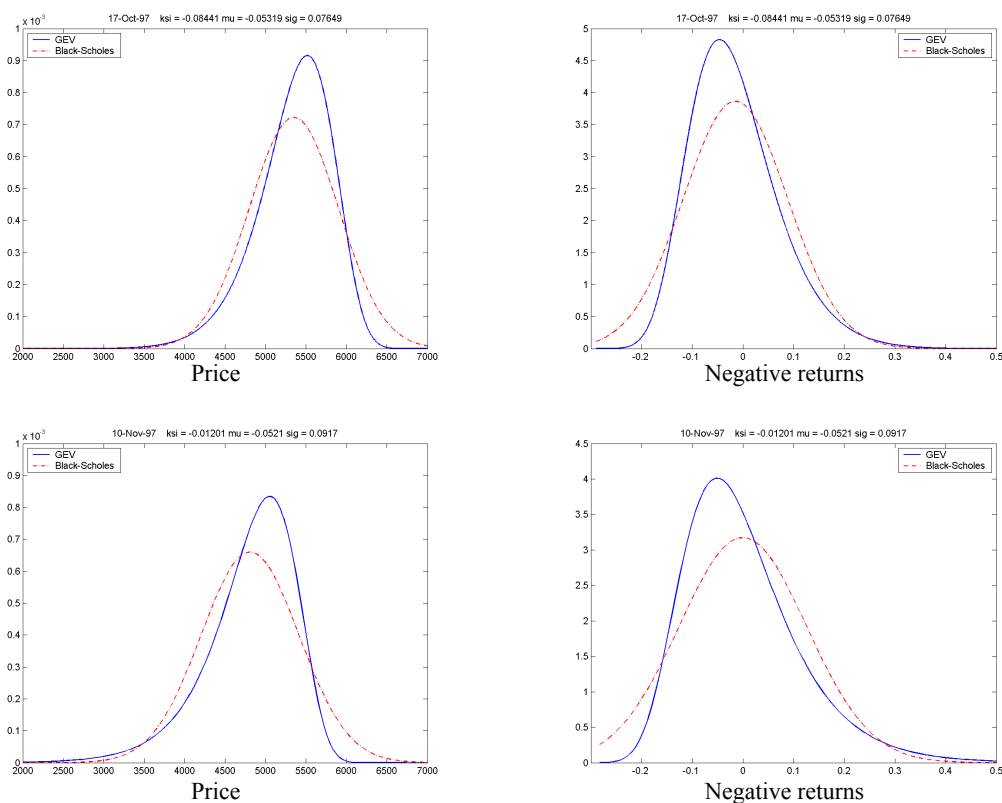 17-Oct-97 ksi = -0.08441 mu = -0.05319 sig = 0.07649
x 10⁻³
1
0.9
0.8
0.7
0.6
0.5
0.4
0.3
0.2
0.1
0
GEV
Black-Scholes
2000 2500 3000 3500 4000 4500 5000 5500 6000 6500 7000
Price
17-Oct-97 ksi = -0.08441 mu = -0.05319 sig = 0.07649
5
4.5
4
3.5
3
2.5
2
1.5
1
0.5
0
GEV
Black-Scholes
-0.2 -0.1 0 0.1 0.2 0.3 0.4 0.5
Negative returns
10-Nov-97 ksi = -0.01201 mu = -0.0521 sig = 0.0917
x 10⁻³
1
0.9
0.8
0.7
0.6
0.5
0.4
0.3
0.2
0.1
0
GEV
Black-Scholes
2000 2500 3000 3500 4000 4500 5000 5500 6000 6500 7000
Price
10-Nov-97 ksi = -0.01201 mu = -0.0521 sig = 0.0917
4.5
4
3.5
3
2.5
2
1.5
1
0.5
0
GEV
Black-Scholes
-0.2 -0.1 0 0.1 0.2 0.3 0.4 0.5
Negative returns